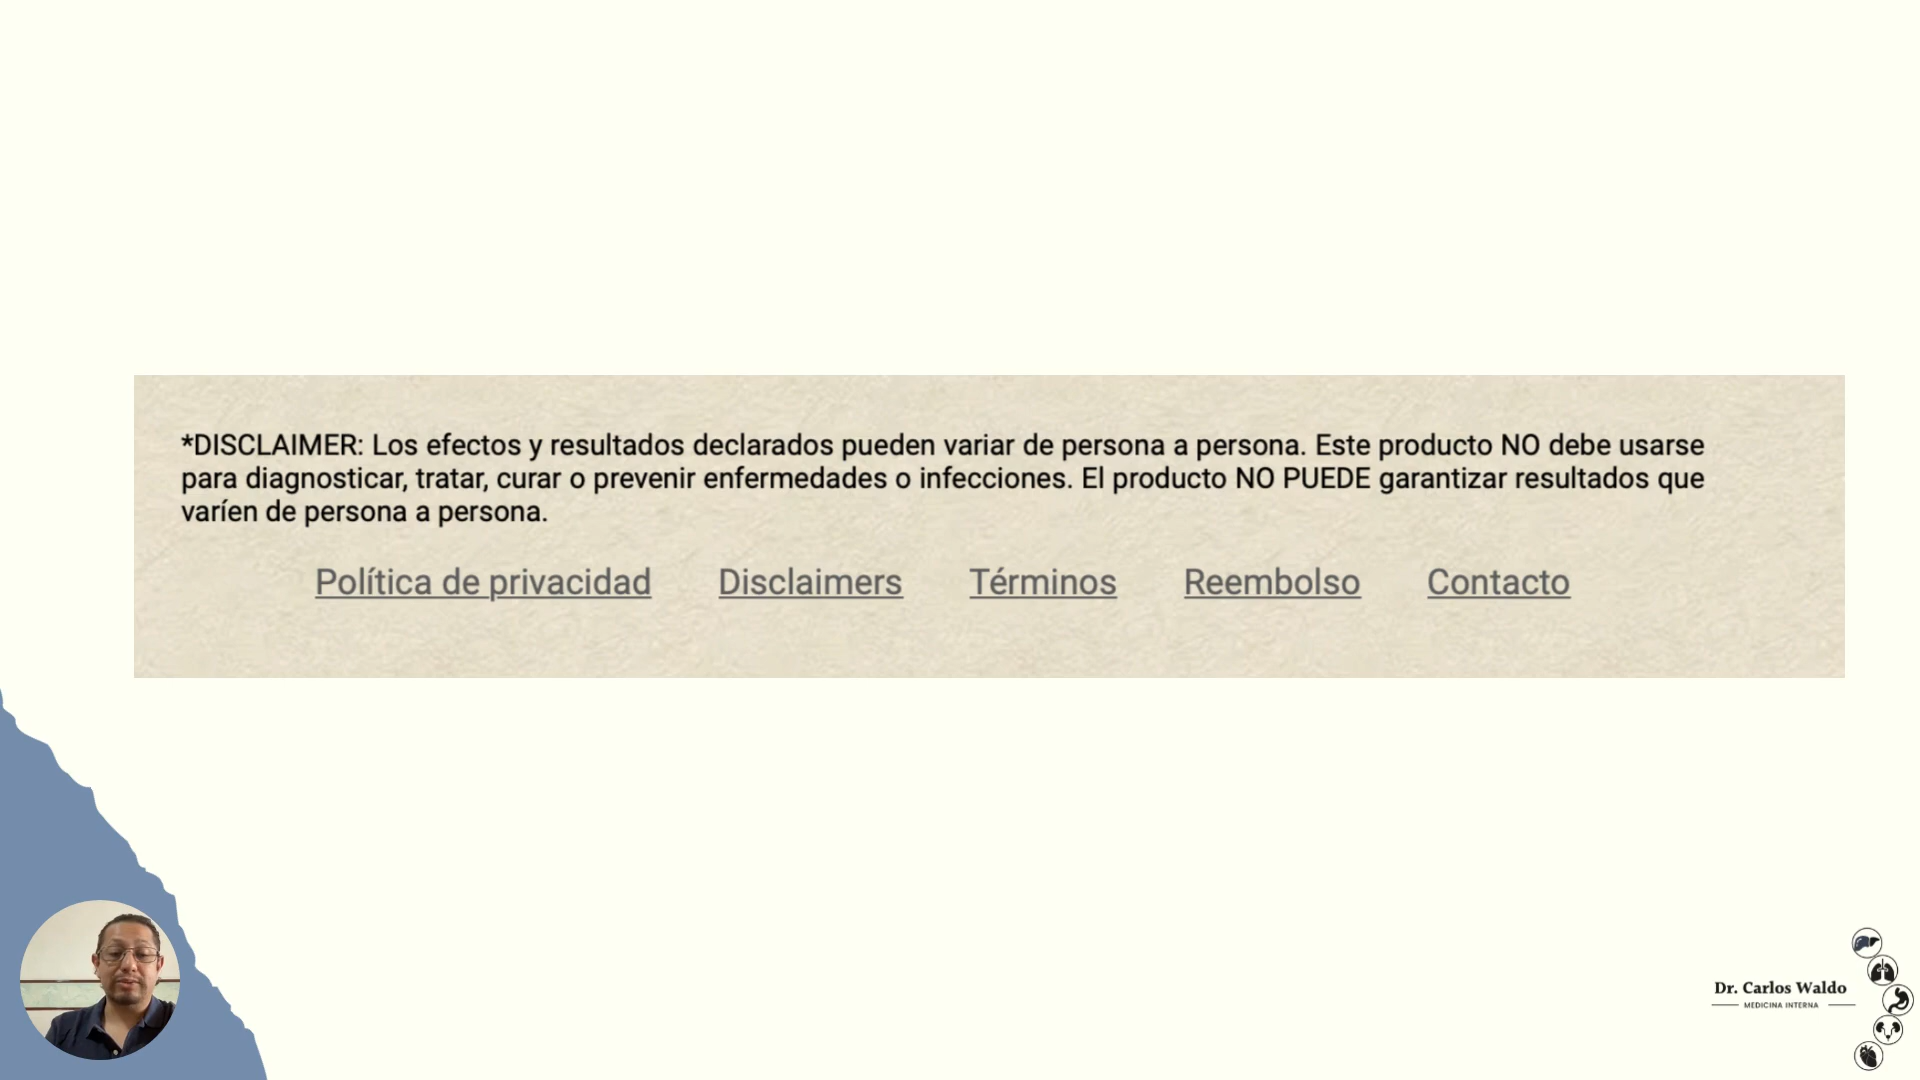 *DISCLAIMER: Los efectos y resultados declarados pueden variar de persona a persona. Este producto NO debe usarse
para diagnosticar, tratar, curar o prevenir enfermedades o infecciones. El producto NO PUEDE garantizar resultados que
varíen de persona a persona.
Política de privacidad Disclaimers Términos Reembolso Contacto
Dr. Carlos Waldo
MEDICINA INTERNA